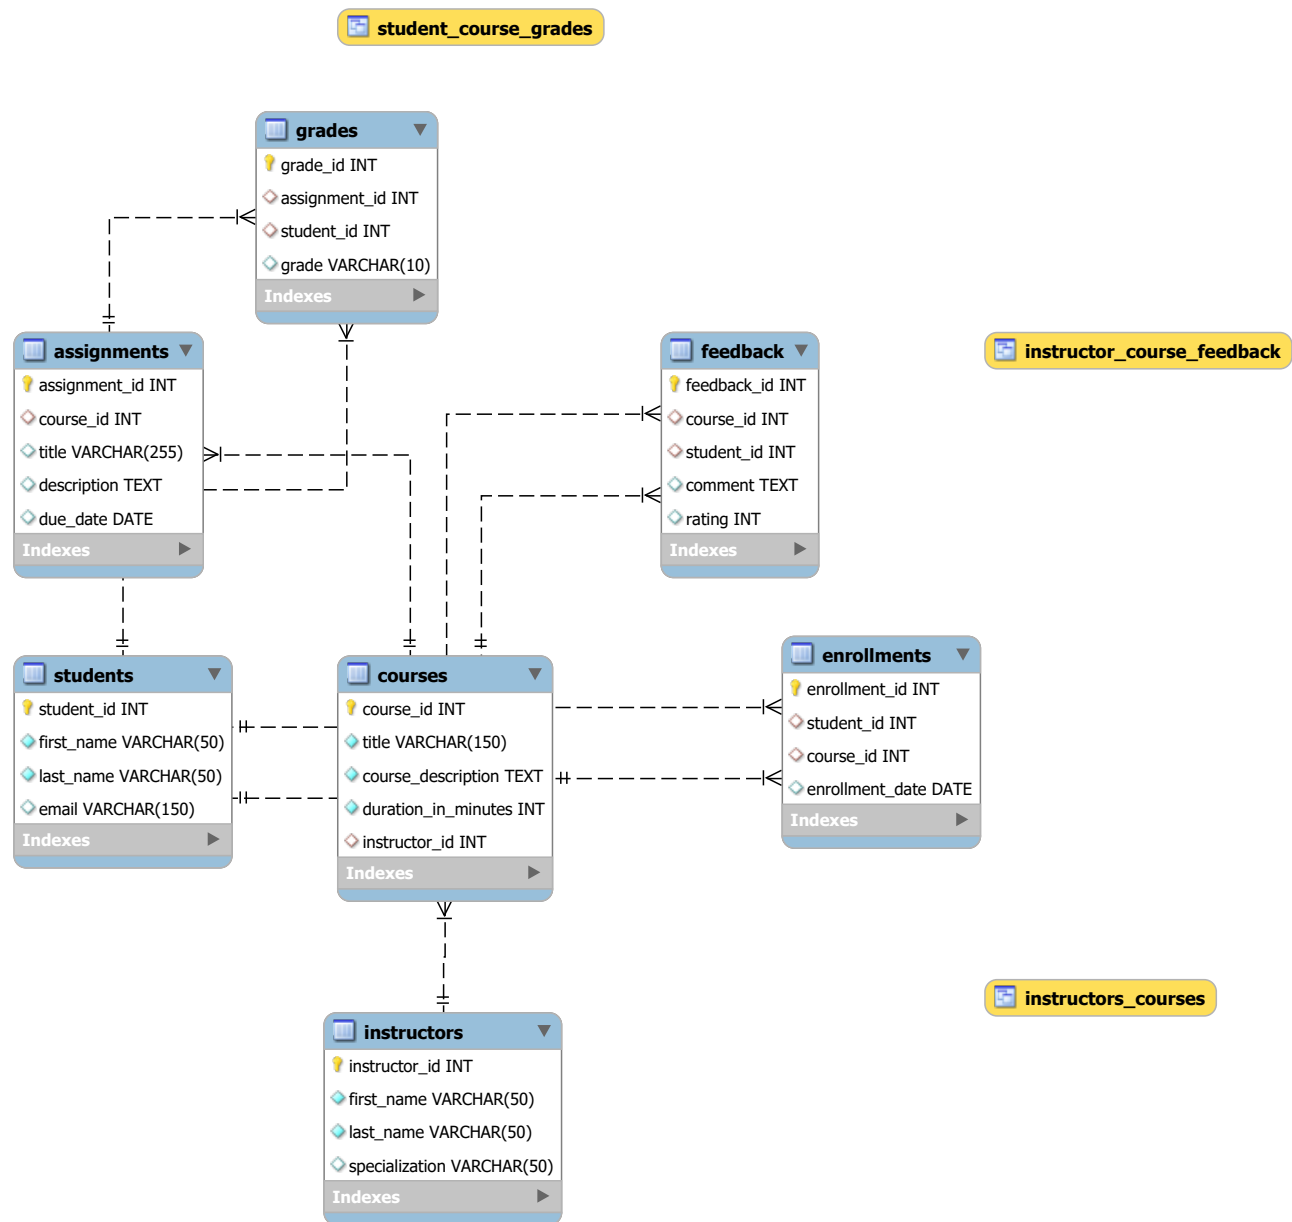 student_course_grades
grades
grade_id INT
assignment_id INT
student_id INT
grade VARCHAR(10)
Indexes
assignments
assignment_id INT
course_id INT
title VARCHAR(255)
description TEXT
due_date DATE
Indexes
feedback
feedback_id INT
course_id INT
student_id INT
comment TEXT
rating INT
Indexes
instructor_course_feedback
students
student_id INT
first_name VARCHAR(50)
last_name VARCHAR(50)
email VARCHAR(150)
Indexes
courses
course_id INT
title VARCHAR(150)
course_description TEXT
duration_in_minutes INT
instructor_id INT
Indexes
enrollments
enrollment_id INT
student_id INT
course_id INT
enrollment_date DATE
Indexes
instructors_courses
instructors
instructor_id INT
first_name VARCHAR(50)
last_name VARCHAR(50)
specialization VARCHAR(50)
Indexes